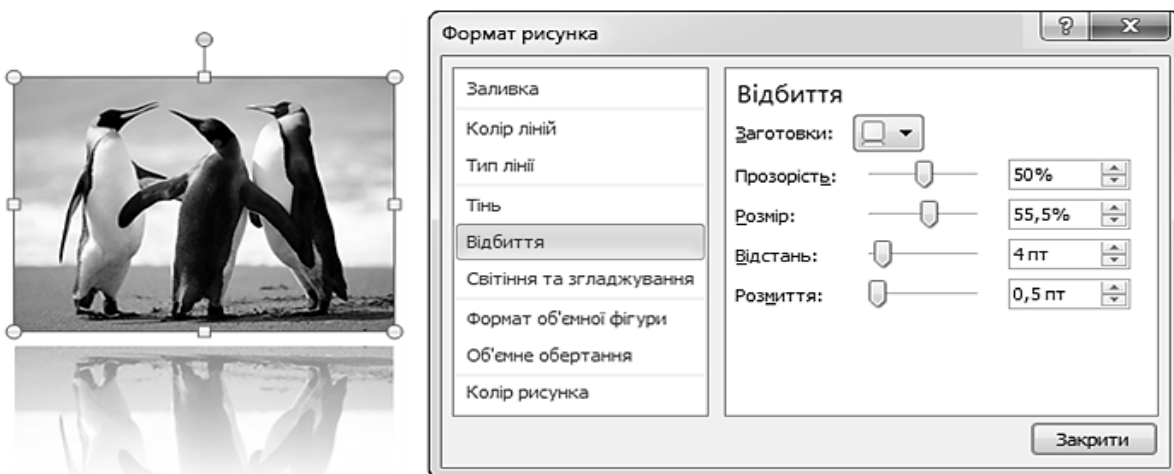 Формат рисунка
Заливка
Колір ліній
Тип лінії
Тінь
Відбиття
Світіння та згладжування
Формат об'ємної фігури
Об'ємне обертання
Колір рисунка
Відбиття
Заготовки:
Прозорість: 50%
Розмір: 55,5%
Відстань: 4 пт
Розмиття: 0,5 пт
Закрити